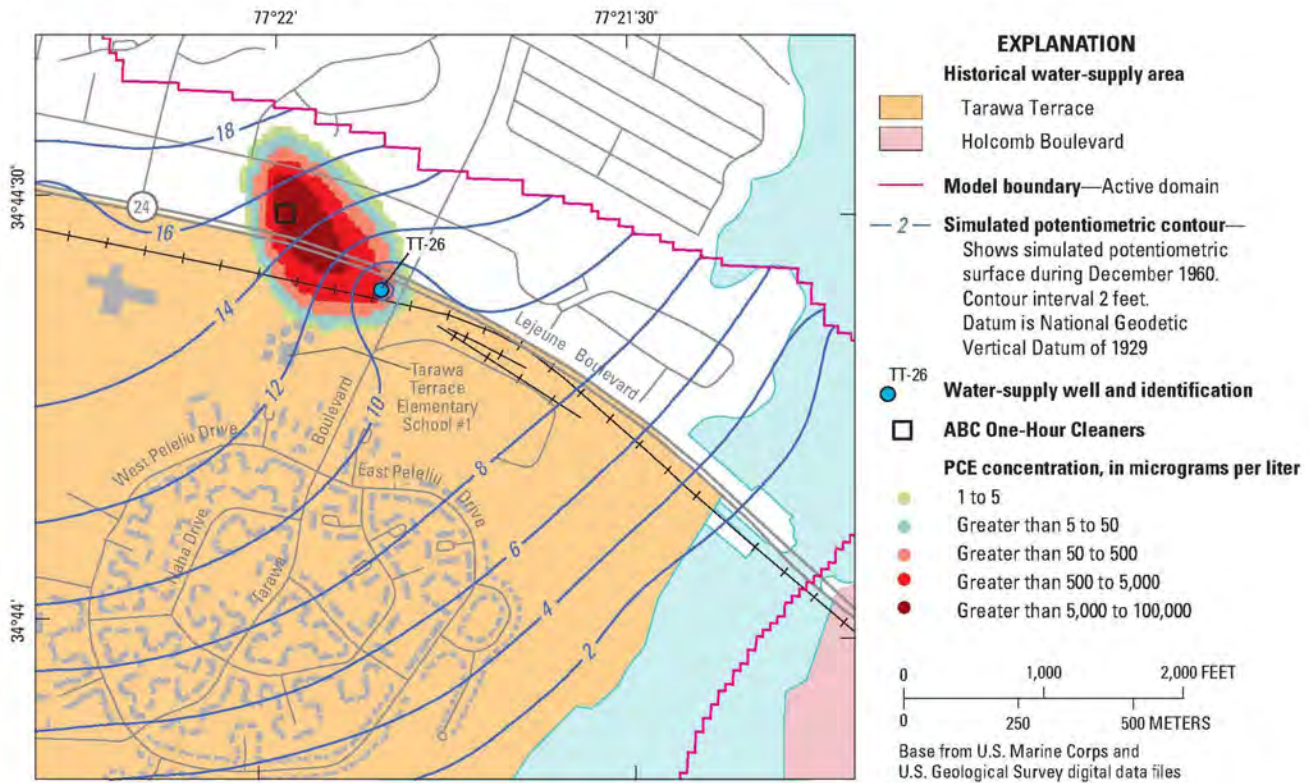 77°22'
77°21'30"
34°44'30"
34°44'
18
24
16
TT-26
14
Lejeune Boulevard
12
10
Tarawa
Terrace
Elementary
School #1
Boulevard
West Peleliu Drive
8
East Peleliu Drive
Naha Drive
Tarawa
6
4
2
EXPLANATION
Historical water-supply area
Tarawa Terrace
Holcomb Boulevard
Model boundary—Active domain
2
Simulated potentiometric contour—
Shows simulated potentiometric
surface during December 1960.
Contour interval 2 feet.
Datum is National Geodetic
Vertical Datum of 1929
TT-26
Water-supply well and identification
ABC One-Hour Cleaners
PCE concentration, in micrograms per liter
1 to 5
Greater than 5 to 50
Greater than 50 to 500
Greater than 500 to 5,000
Greater than 5,000 to 100,000
0 1,000 2,000 FEET
0 250 500 METERS
Base from U.S. Marine Corps and
U.S. Geological Survey digital data files